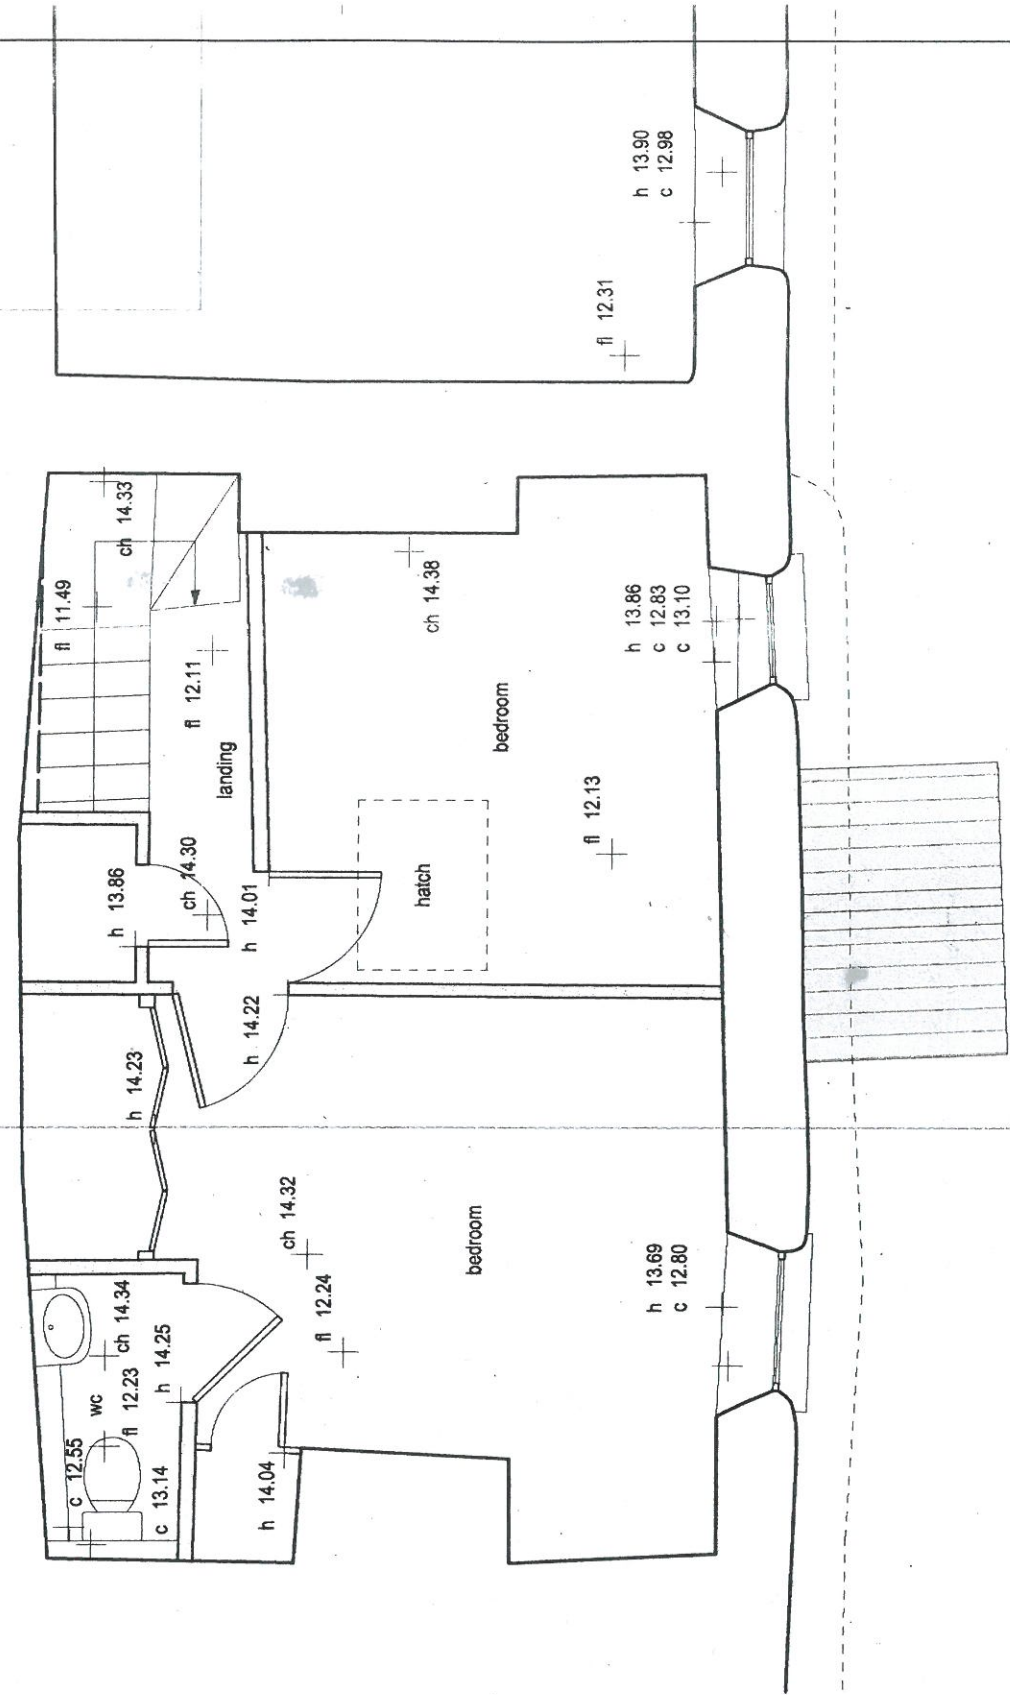 c 12.55
wc
fl 12.23
ch 14.34
c 13.14
h 14.25
h 14.04
h 14.23
h 13.86
ch 14.30
fl 11.49
ch 14.33
fl 12.11
landing
h 14.22
h 14.01
ch 14.32
fl 12.24
bedroom
h 13.69
c 12.80
hatch
ch 14.38
bedroom
fl 12.13
h 13.86
c 12.83
c 13.10
fl 12.31
h 13.90
c 12.98